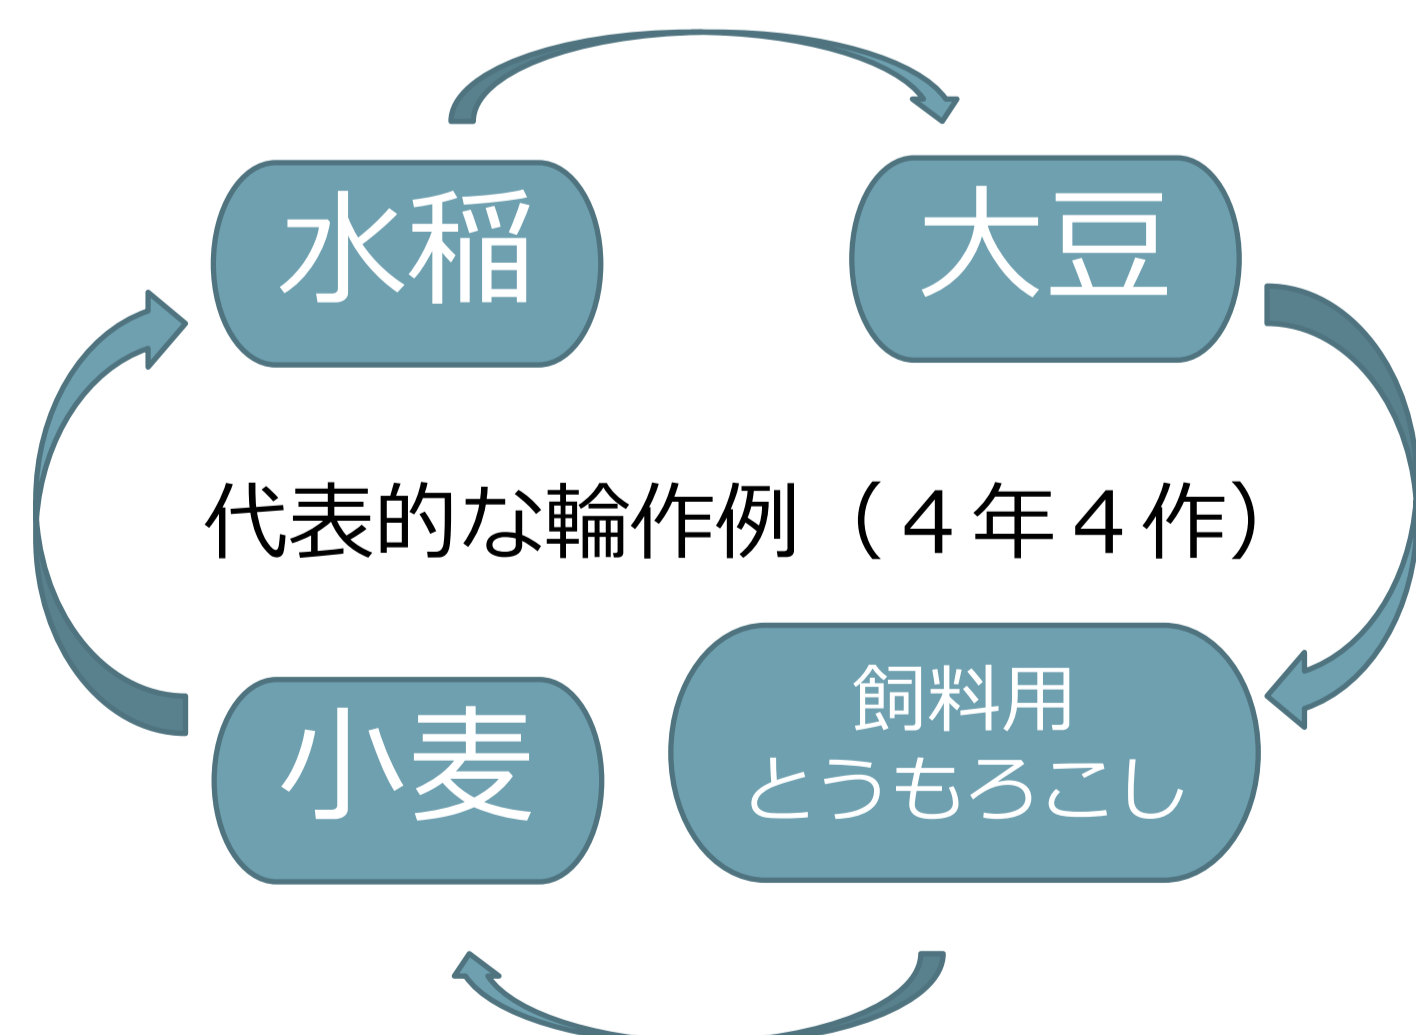 水稲
大豆
代表的な輪作例（４年４作）
小麦
飼料用
とうもろこし